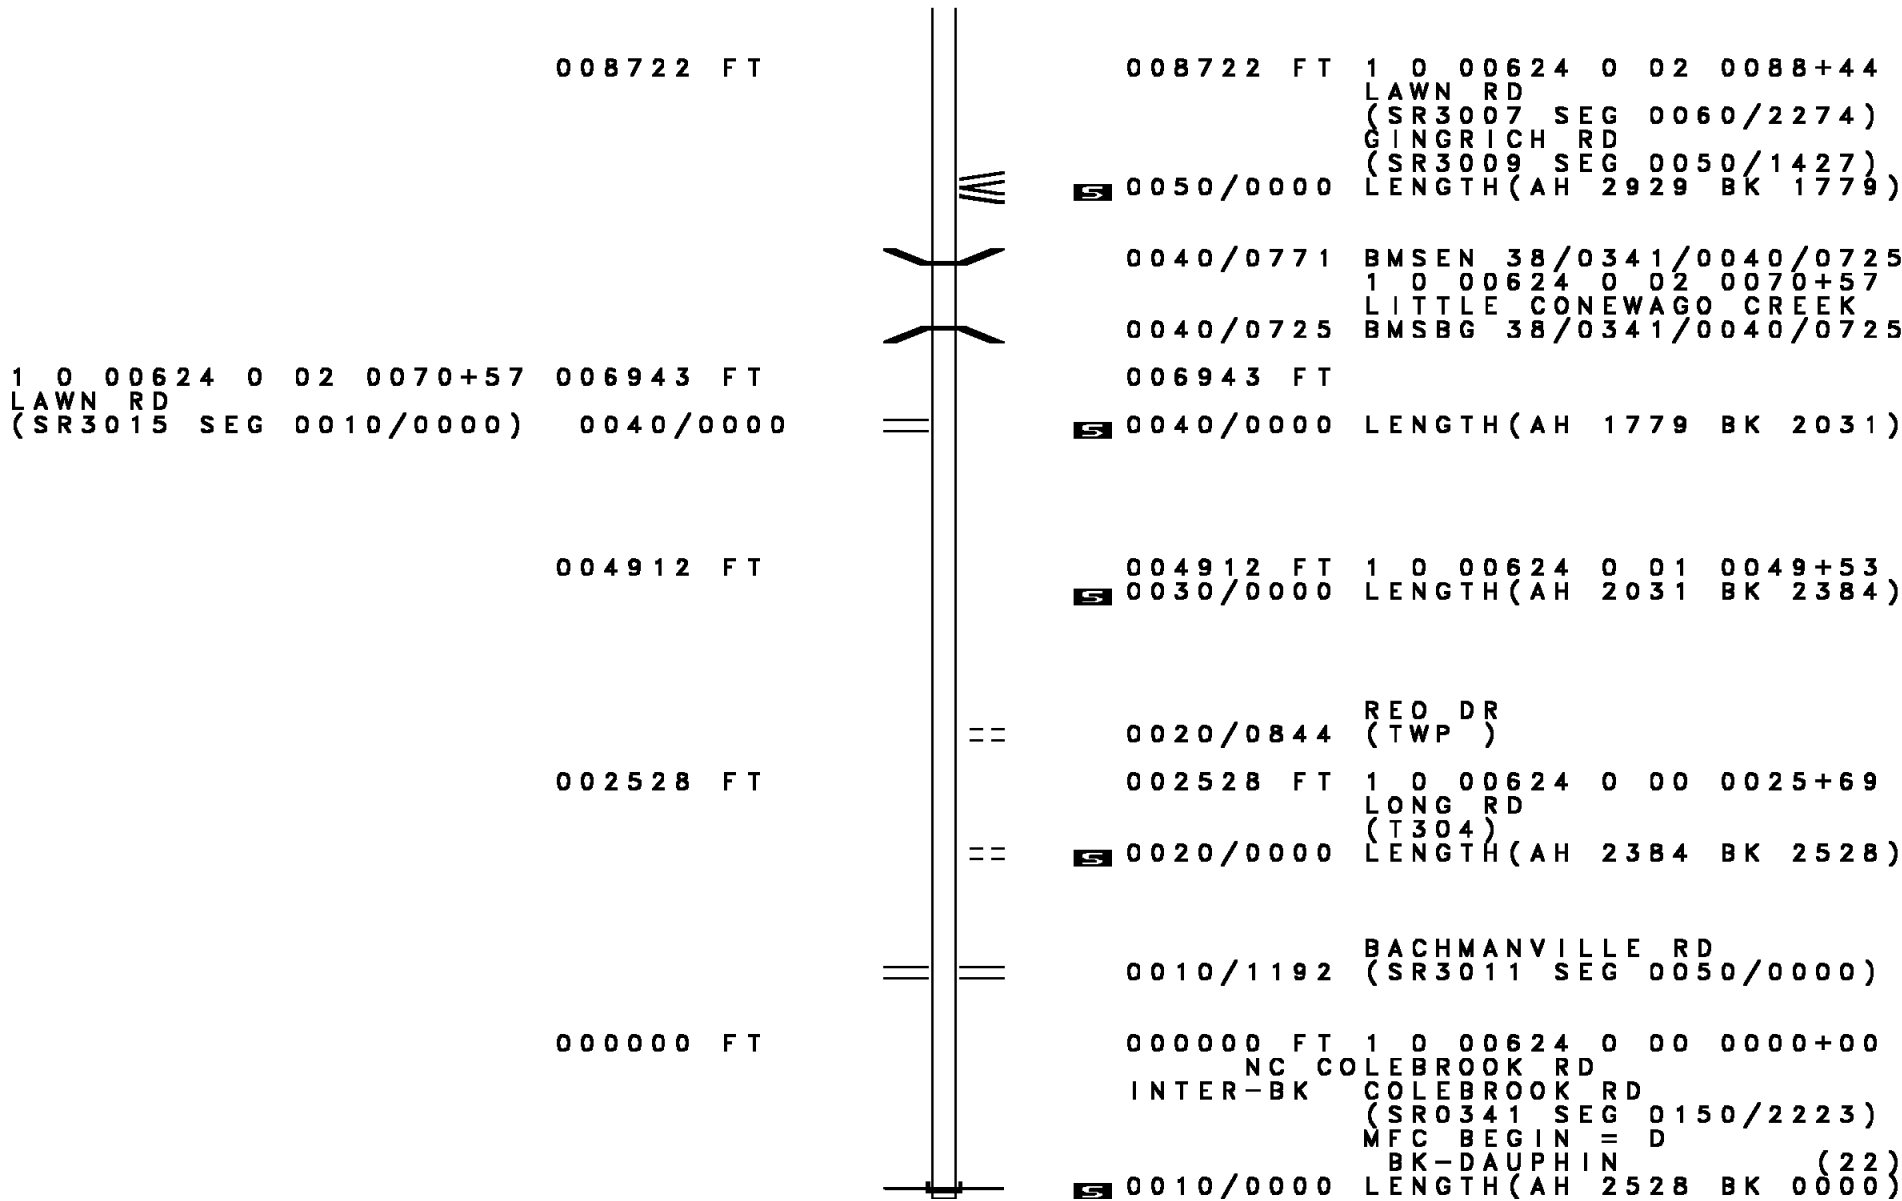 008722 FT 008722 FT 1 0 00624 0 02 0088+44
LAWN RD
(SR3007 SEG 0060/2274)
GINGRICH RD
(SR3009 SEG 0050/1427)
S 0050/0000 LENGTH(AH 2929 BK 1779)
0040/0771 BMSEN 38/0341/0040/0725
1 0 00624 0 02 0070+57
LITTLE CONEWAGO CREEK
0040/0725 BMSBG 38/0341/0040/0725
1 0 00624 0 02 0070+57 006943 FT 006943 FT
LAWN RD
(SR3015 SEG 0010/0000) 0040/0000 S 0040/0000 LENGTH(AH 1779 BK 2031)
004912 FT 004912 FT 1 0 00624 0 01 0049+53
S 0030/0000 LENGTH(AH 2031 BK 2384)
REO DR
0020/0844 (TWP )
002528 FT 002528 FT 1 0 00624 0 00 0025+69
LONG RD
(T304)
S 0020/0000 LENGTH(AH 2384 BK 2528)
BACHMANVILLE RD
0010/1192 (SR3011 SEG 0050/0000)
000000 FT 000000 FT 1 0 00624 0 00 0000+00
NC COLEBROOK RD
INTER-BK COLEBROOK RD
(SR0341 SEG 0150/2223)
MFC BEGIN = D
BK-DAUPHIN (22)
S 0010/0000 LENGTH(AH 2528 BK 0000)